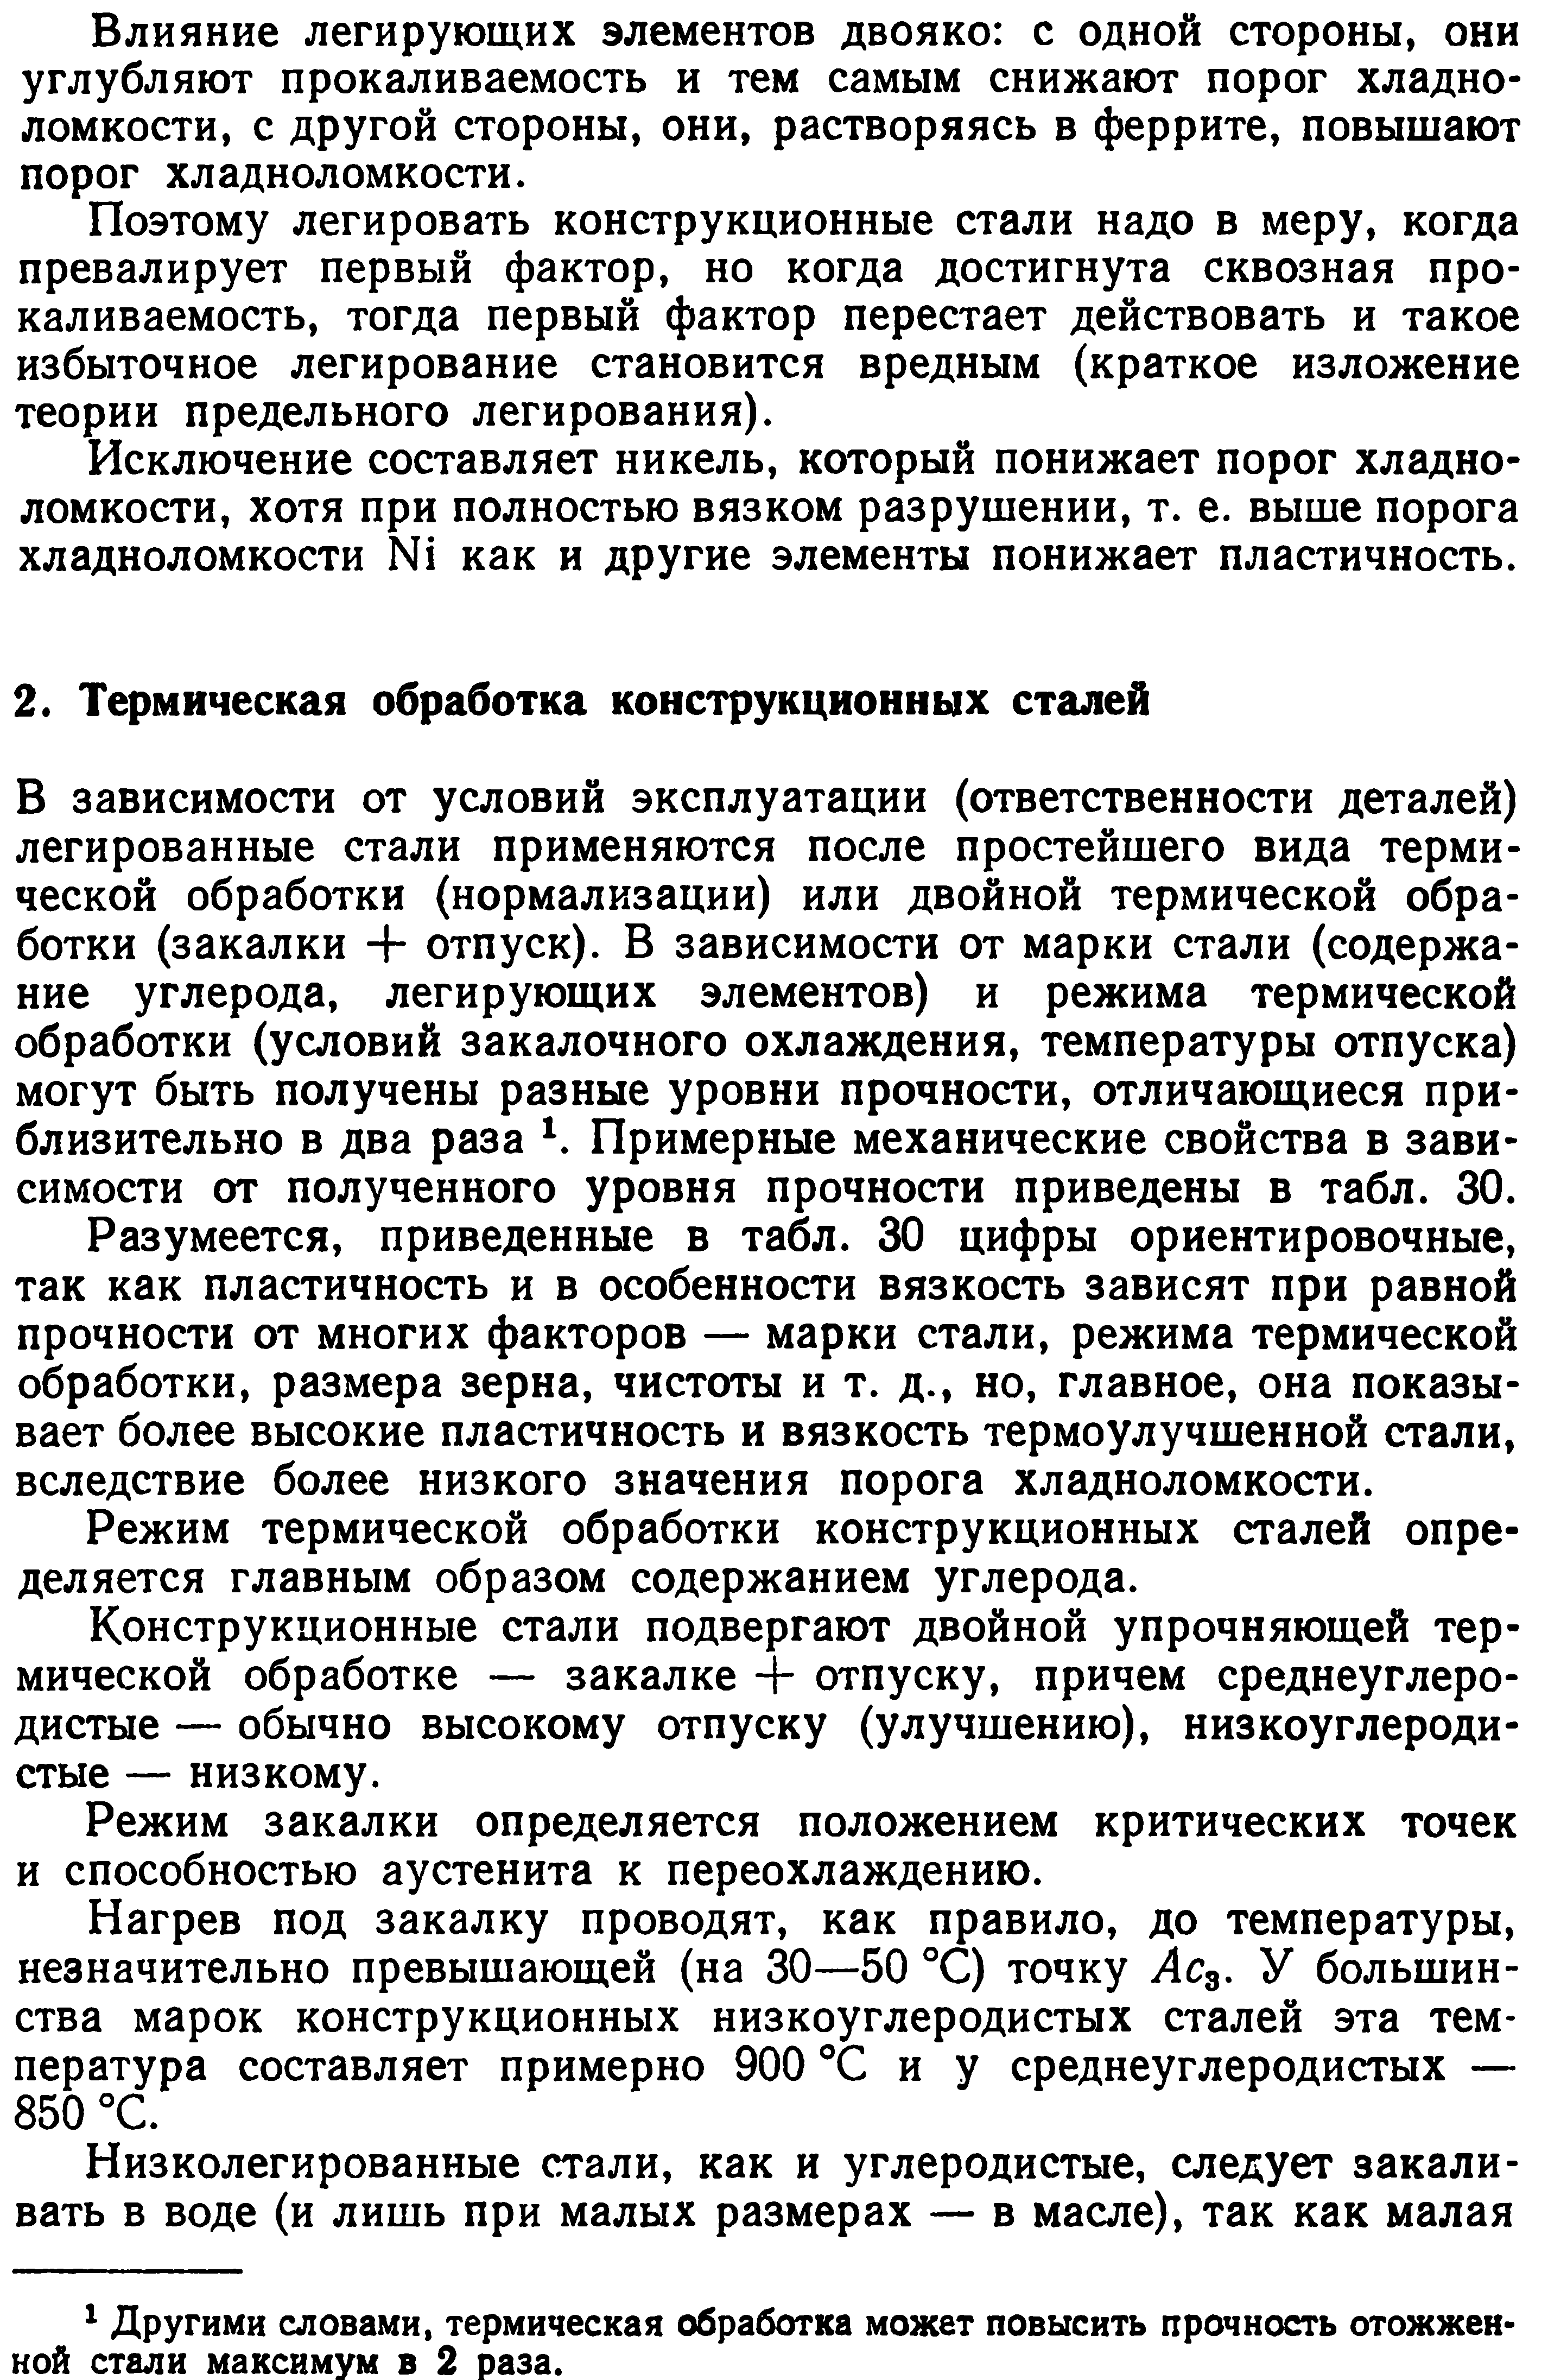 Влияние легирующих элементов двояко: с одной стороны, они
углубляют прокаливаемость и тем самым снижают порог хладно-
ломкости, с другой стороны, они, растворяясь в феррите, повышают
порог хладноломкости.
Поэтому легировать конструкционные стали надо в меру, когда
превалирует первый фактор, но когда достигнута сквозная про-
каливаемость, тогда первый фактор перестает действовать и такое
избыточное легирование становится вредным (краткое изложение
теории предельного легирования).
Исключение составляет никель, который понижает порог хладно-
ломкости, хотя при полностью вязком разрушении, т. е. выше порога
хладноломкости Ni как и другие элементы понижает пластичность.
2. Термическая обработка конструкционных сталей
В зависимости от условий эксплуатации (ответственности деталей)
легированные стали применяются после простейшего вида терми-
ческой обработки (нормализации) или двойной термической обра-
ботки (закалки + отпуск). В зависимости от марки стали (содержа-
ние углерода, легирующих элементов) и режима термической
обработки (условий закалочного охлаждения, температуры отпуска)
могут быть получены разные уровни прочности, отличающиеся при-
близительно в два раза ¹. Примерные механические свойства в зави-
симости от полученного уровня прочности приведены в табл. 30.
Разумеется, приведенные в табл. 30 цифры ориентировочные,
так как пластичность и в особенности вязкость зависят при равной
прочности от многих факторов — марки стали, режима термической
обработки, размера зерна, чистоты и т. д., но, главное, она показы-
вает более высокие пластичность и вязкость термоулучшенной стали,
вследствие более низкого значения порога хладноломкости.
Режим термической обработки конструкционных сталей опре-
деляется главным образом содержанием углерода.
Конструкционные стали подвергают двойной упрочняющей тер-
мической обработке — закалке + отпуску, причем среднеуглеро-
дистые — обычно высокому отпуску (улучшению), низкоуглероди-
стые — низкому.
Режим закалки определяется положением критических точек
и способностью аустенита к переохлаждению.
Нагрев под закалку проводят, как правило, до температуры,
незначительно превышающей (на 30—50 °С) точку Ac₃. У большин-
ства марок конструкционных низкоуглеродистых сталей эта тем-
пература составляет примерно 900 °С и у среднеуглеродистых —
850 °С.
Низколегированные стали, как и углеродистые, следует закали-
вать в воде (и лишь при малых размерах — в масле), так как малая
¹ Другими словами, термическая обработка может повысить прочность отожжен-
ной стали максимум в 2 раза.